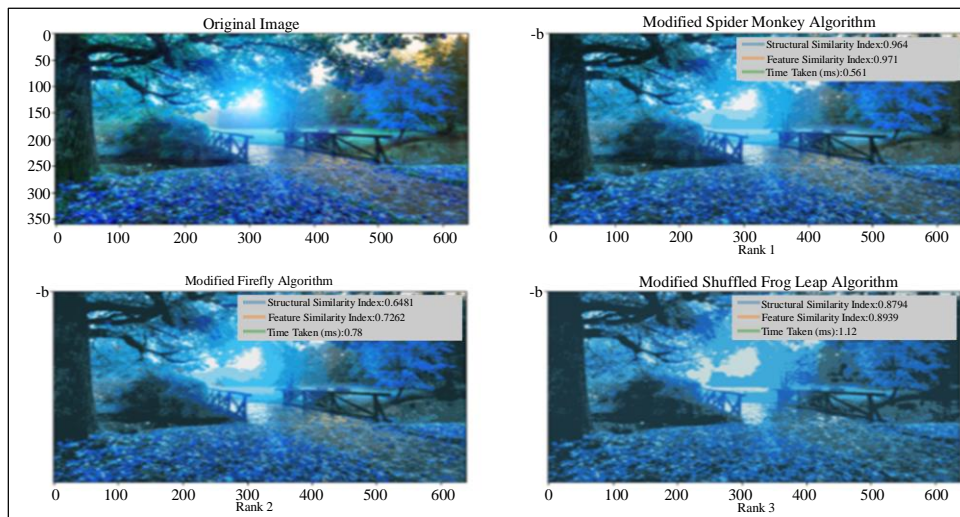 Original Image
0
50
100
150
200
250
300
350
0 100 200 300 400 500 600
Modified Spider Monkey Algorithm
-b
Structural Similarity Index:0.964
Feature Similarity Index:0.971
Time Taken (ms):0.561
0 100 200 300 400 500 600
Rank 1
Modified Firefly Algorithm
-b
Structural Similarity Index:0.6481
Feature Similarity Index:0.7262
Time Taken (ms):0.78
0 100 200 300 400 500 600
Rank 2
Modified Shuffled Frog Leap Algorithm
-b
Structural Similarity Index:0.8794
Feature Similarity Index:0.8939
Time Taken (ms):1.12
0 100 200 300 400 500 600
Rank 3